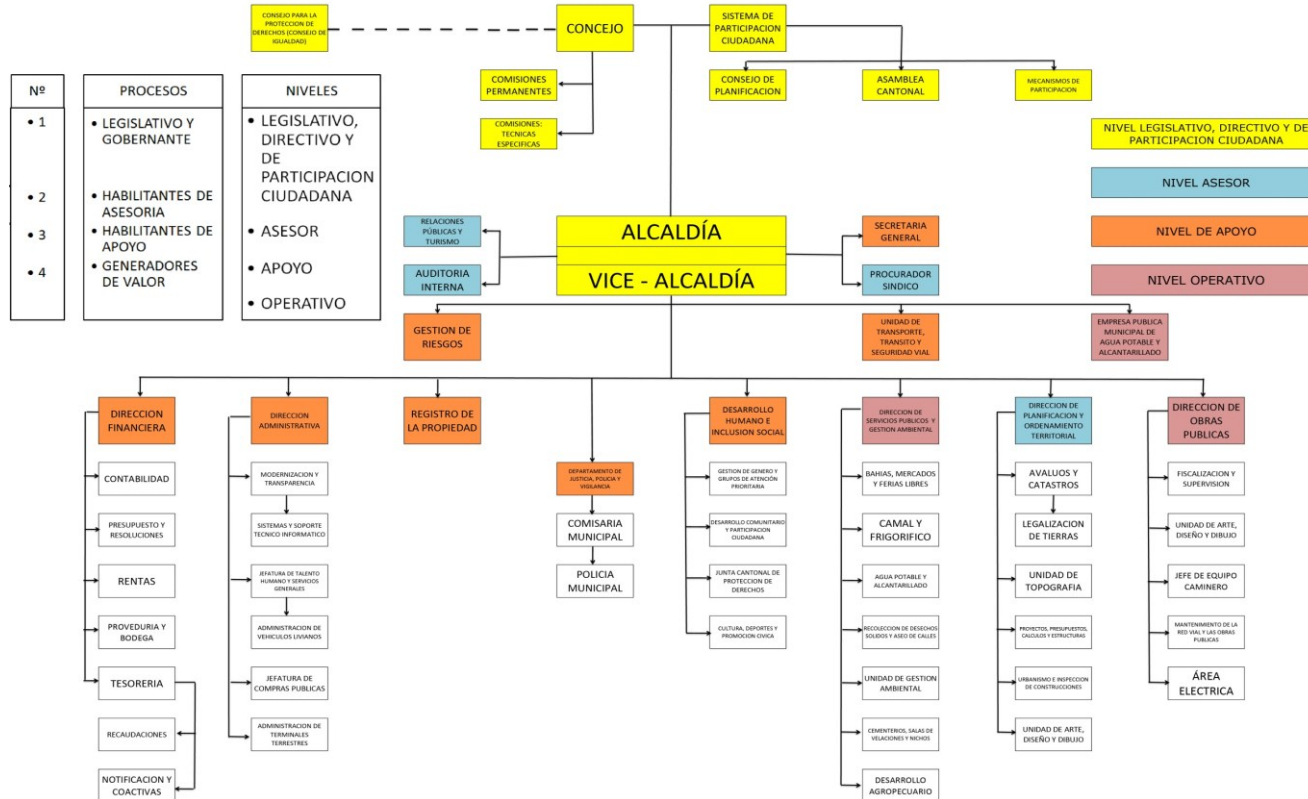 CONSEJO PARA LA
PROTECCION DE
DERECHOS (CONSEJO DE
IGUALDAD)
CONCEJO
SISTEMA DE
PARTICIPACION
CIUDADANA
COMISIONES
PERMANENTES
COMISIONES:
TECNICAS
ESPECIFICAS
CONSEJO DE
PLANIFICACION
ASAMBLEA
CANTONAL
MECANISMOS DE
PARTICIPACION
Nº
• 1
• 2
• 3
• 4
PROCESOS
• LEGISLATIVO Y
GOBERNANTE
• HABILITANTES DE
ASESORIA
• HABILITANTES DE
APOYO
• GENERADORES
DE VALOR
NIVELES
• LEGISLATIVO,
DIRECTIVO Y
DE
PARTICIPACION
CIUDADANA
• ASESOR
• APOYO
• OPERATIVO
NIVEL LEGISLATIVO, DIRECTIVO Y DE
PARTICIPACION CIUDADANA
NIVEL ASESOR
NIVEL DE APOYO
NIVEL OPERATIVO
RELACIONES
PÚBLICAS Y
TURISMO
AUDITORIA
INTERNA
ALCALDÍA
VICE - ALCALDÍA
SECRETARIA
GENERAL
PROCURADOR
SINDICO
GESTION DE
RIESGOS
UNIDAD DE
TRANSPORTE,
TRANSITO Y
SEGURIDAD VIAL
EMPRESA PUBLICA
MUNICIPAL DE
AGUA POTABLE Y
ALCANTARILLADO
DIRECCION
FINANCIERA
CONTABILIDAD
PRESUPUESTO Y
RESOLUCIONES
RENTAS
PROVEDURIA Y
BODEGA
TESORERIA
RECAUDACIONES
NOTIFICACION Y
COACTIVAS
DIRECCION
ADMINISTRATIVA
MODERNIZACION Y
TRANSPARENCIA
SISTEMAS Y SOPORTE
TECNICO INFORMATICO
JEFATURA DE TALENTO
HUMANO Y SERVICIOS
GENERALES
ADMINISTRACION DE
VEHICULOS LIVIANOS
JEFATURA DE
COMPRAS PUBLICAS
ADMINISTRACION DE
TERMINALES
TERRESTRES
REGISTRO DE
LA PROPIEDAD
DEPARTAMENTO DE
JUSTICIA, POLICIA Y
VIGILANCIA
COMISARIA
MUNICIPAL
POLICIA
MUNICIPAL
DESARROLLO
HUMANO E
INCLUSION SOCIAL
GESTION DE GENERO Y
GRUPOS DE ATENCIÓN
PRIORITARIA
DESARROLLO COMUNITARIO
Y PARTICIPACION
CIUDADANA
JUNTA CANTONAL DE
PROTECCION DE
DERECHOS
CULTURA, DEPORTES Y
PROMOCION CIVICA
DIRECCION DE
SERVICIOS PUBLICOS Y
GESTION AMBIENTAL
BAHIAS, MERCADOS
Y FERIAS LIBRES
CAMAL Y
FRIGORIFICO
AGUA POTABLE Y
ALCANTARILLADO
RECOLECCION DE DESECHOS
SOLIDOS Y ASEO DE CALLES
UNIDAD DE GESTION
AMBIENTAL
CEMENTERIOS, SALAS DE
VELACIONES Y NICHOS
DESARROLLO
AGROPECUARIO
DIRECCION DE
PLANIFICACION Y
ORDENAMIENTO
TERRITORIAL
AVALUOS Y
CATASTROS
LEGALIZACION
DE TIERRAS
UNIDAD DE
TOPOGRAFIA
PROYECTOS, PRESUPUESTOS,
CALCULOS Y ESTRUCTURAS
URBANISMO E INSPECCION
DE CONSTRUCCIONES
UNIDAD DE ARTE,
DISEÑO Y DIBUJO
DIRECCION DE
OBRAS
PUBLICAS
FISCALIZACION Y
SUPERVISION
UNIDAD DE ARTE,
DISEÑO Y DIBUJO
JEFE DE EQUIPO
CAMINERO
MANTENIMIENTO DE LA
RED VIAL Y LAS OBRAS
PUBLICAS
ÁREA
ELECTRICA